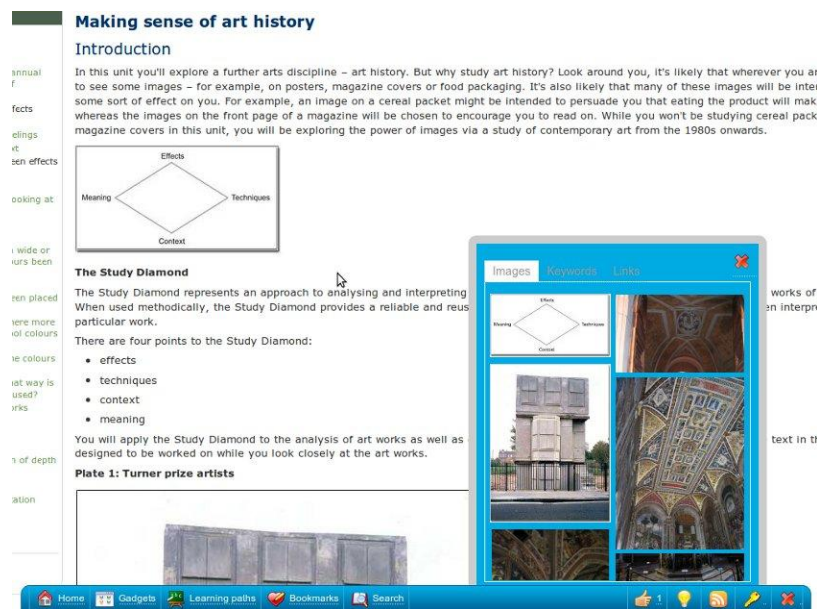 Making sense of art history
Introduction
In this unit you'll explore a further arts discipline – art history. But why study art history? Look around you, it's likely that wherever you
to see some images – for example, on posters, magazine covers or food packaging. It's also likely that many of these images will be
some sort of effect on you. For example, an image on a cereal packet might be intended to persuade you that eating the product will
whereas the images on the front page of a magazine will be chosen to encourage you to read on. While you won't be studying cereal
magazine covers in this unit, you will be exploring the power of images via a study of contemporary art from the 1980s onwards.
annual
f
fects
elings
xt
een effects
ooking at
wide or
urs been
een placed
here more
ool colours
he colours
at way is
used?
orks
of depth
tation
Effects
Meaning
Techniques
Context
The Study Diamond
The Study Diamond represents an approach to analysing and interpreting
works of
When used methodically, the Study Diamond provides a reliable and
en
particular work.
There are four points to the Study Diamond:
effects
techniques
context
meaning
You will apply the Study Diamond to the analysis of art works as well as
text in
designed to be worked on while you look closely at the art works.
Plate 1: Turner prize artists
Images Keywords Links
Effects
Meaning
Techniques
Context
Home Gadgets Learning paths Bookmarks Search 1